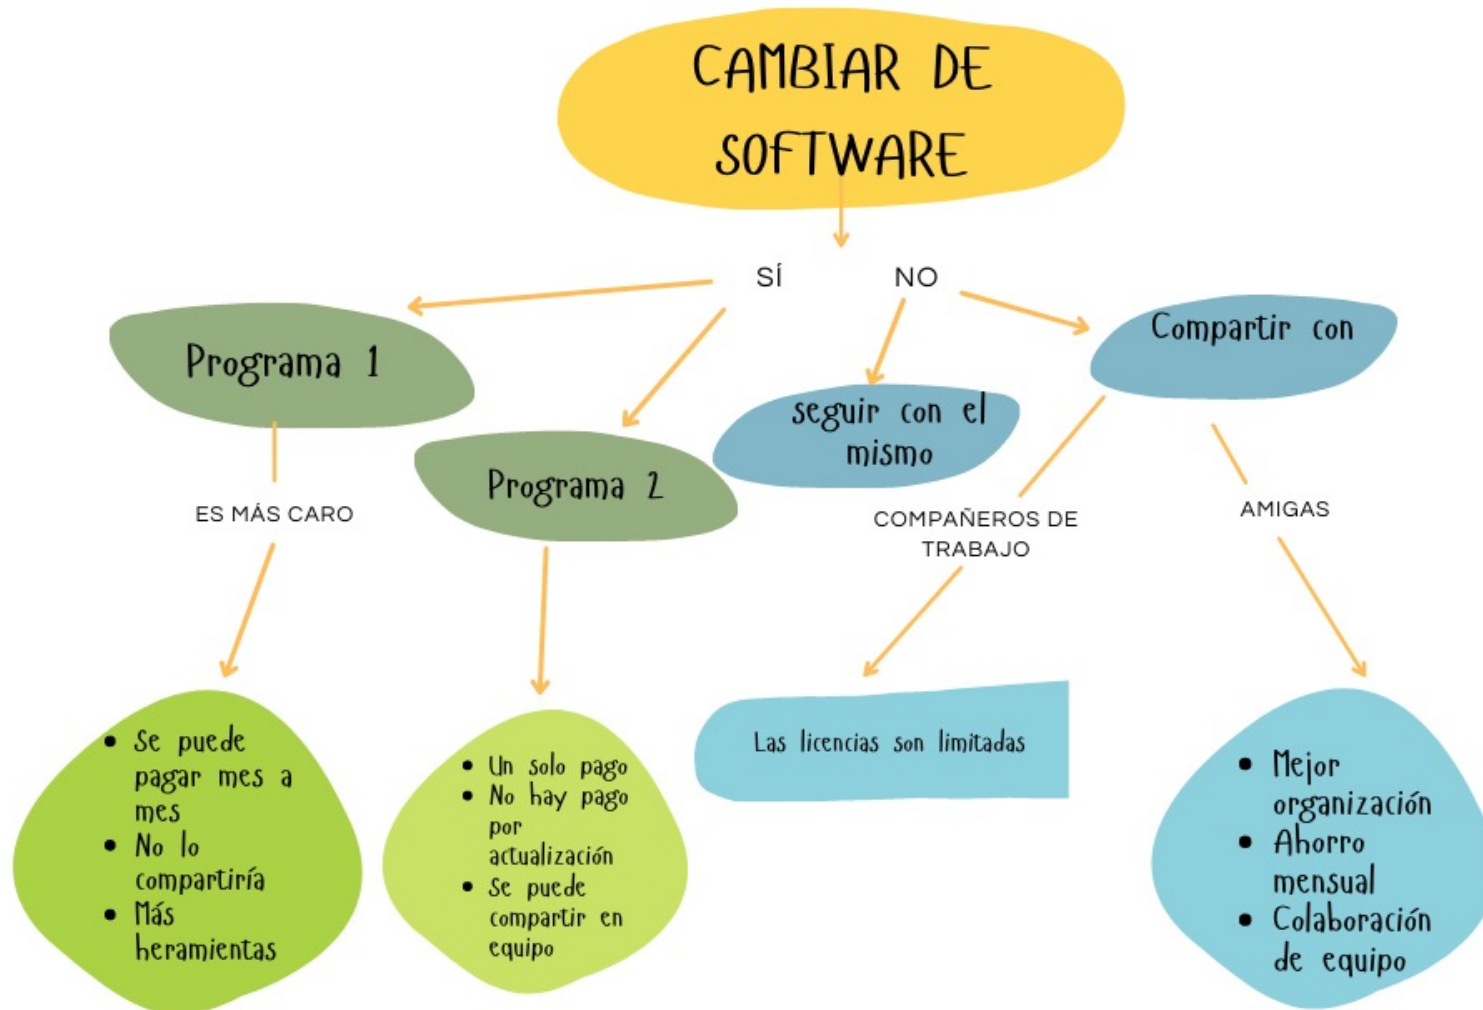 CAMBIAR DE
SOFTWARE
SÍ
NO
Programa 1
Compartir con
seguir con el
mismo
Programa 2
ES MÁS CARO
COMPAÑEROS DE
TRABAJO
AMIGAS
• Se puede
pagar mes a
mes
• No lo
compartiría
• Más
heramientas
• Un solo pago
• No hay pago
por
actualización
• Se puede
compartir en
equipo
Las licencias son limitadas
• Mejor
organización
• Ahorro
mensual
• Colaboración
de equipo